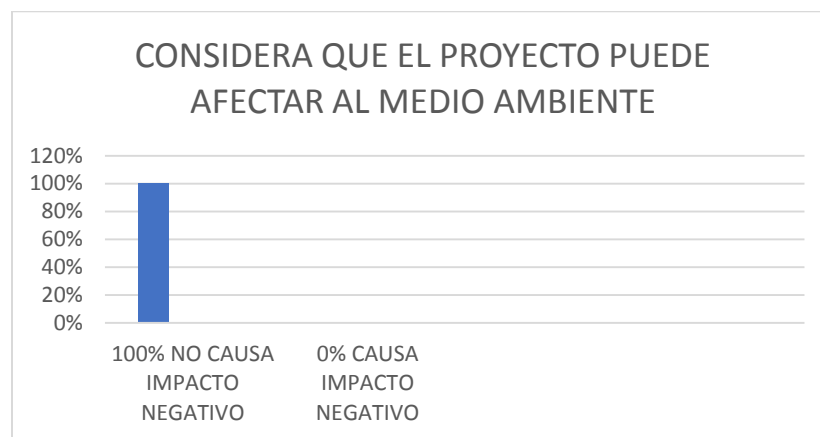 CONSIDERA QUE EL PROYECTO PUEDE
AFECTAR AL MEDIO AMBIENTE
120%
100%
80%
60%
40%
20%
0%
100% NO CAUSA
IMPACTO
NEGATIVO
0% CAUSA
IMPACTO
NEGATIVO